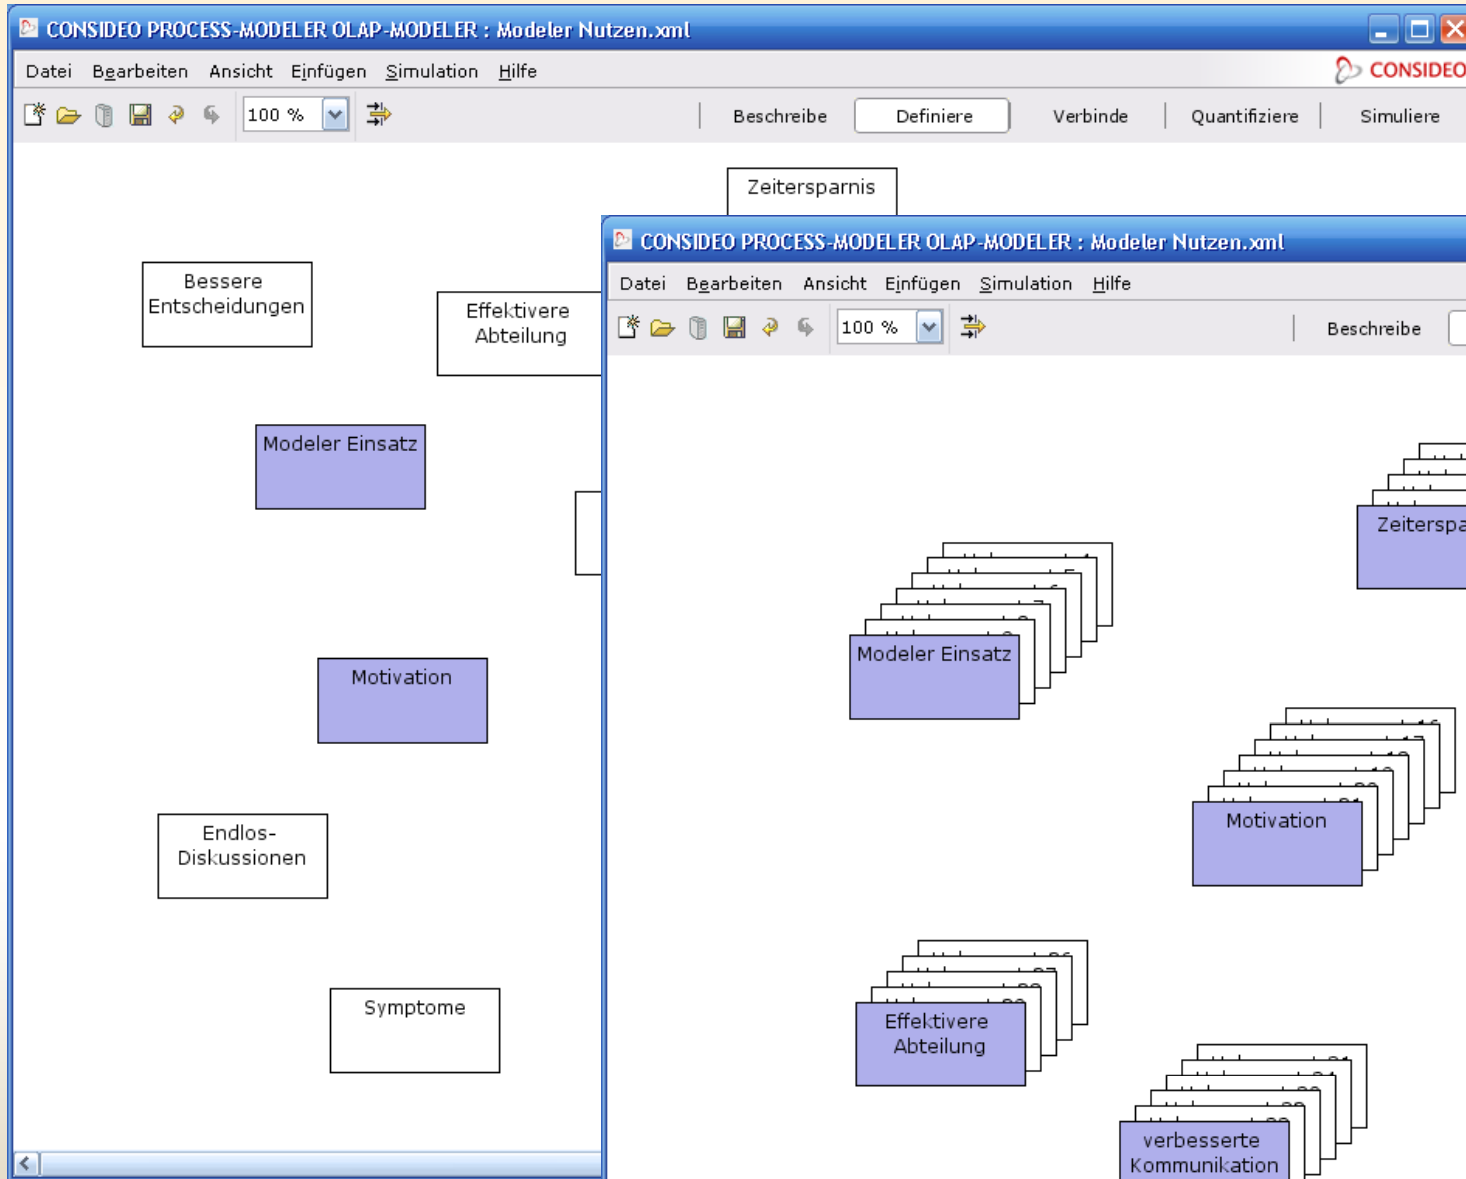 CONSIDEO PROCESS-MODELER OLAP-MODELER : Modeler Nutzen.xml
Datei Bearbeiten Ansicht Einfügen Simulation Hilfe
CONSIDEO
100 %
Beschreibe Definiere Verbinde Quantifiziere Simuliere
Zeitersparnis
Bessere
Entscheidungen
Effektivere
Abteilung
Modeler Einsatz
Motivation
Endlos-
Diskussionen
Symptome
CONSIDEO PROCESS-MODELER OLAP-MODELER : Modeler Nutzen.xml
Datei Bearbeiten Ansicht Einfügen Simulation Hilfe
100 %
Beschreibe
Zeiterspa
Modeler Einsatz
Motivation
Effektivere
Abteilung
verbesserte
Kommunikation